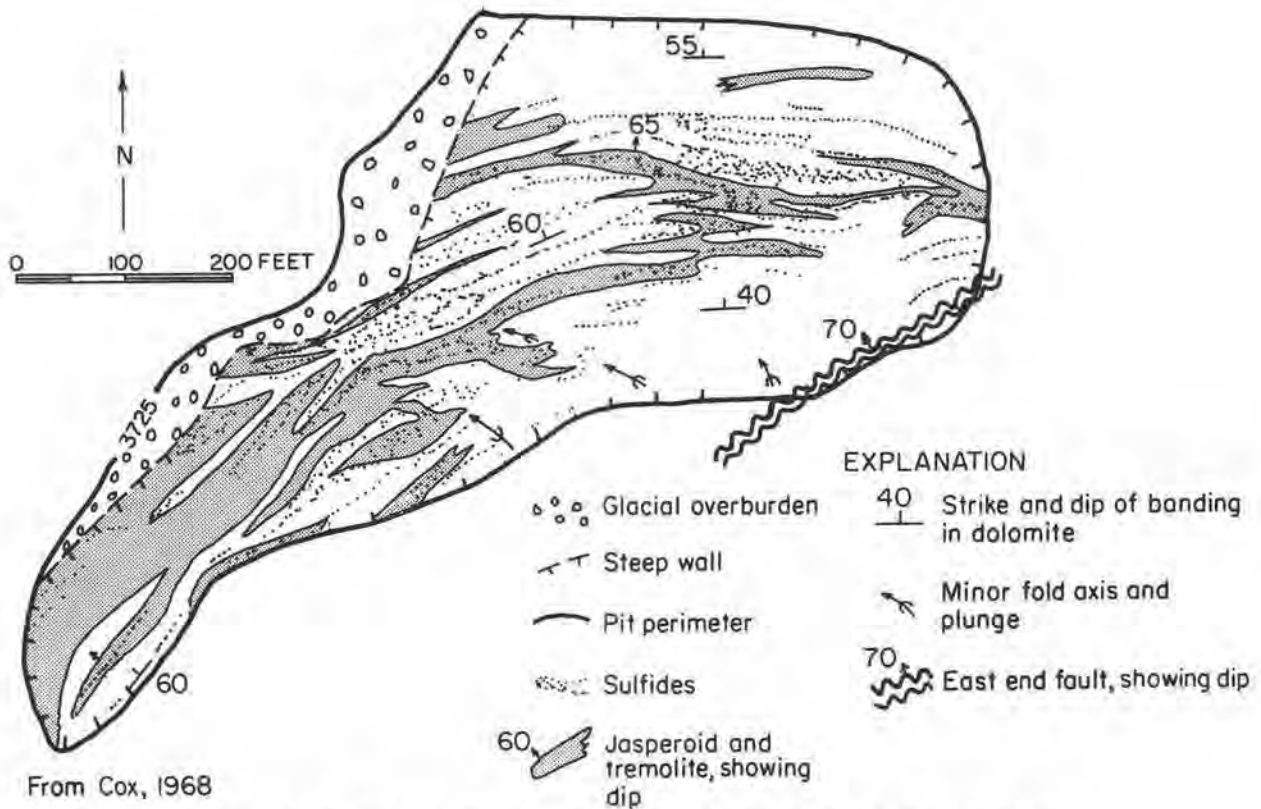 55
65
N
60
0 100 200 FEET
40
70
3725
60
EXPLANATION
Glacial overburden
Steep wall
Pit perimeter
Sulfides
60
Jasperoid and
tremolite, showing
dip
40
Strike and dip of banding
in dolomite
Minor fold axis and
plunge
70
East end fault, showing dip
From Cox, 1968